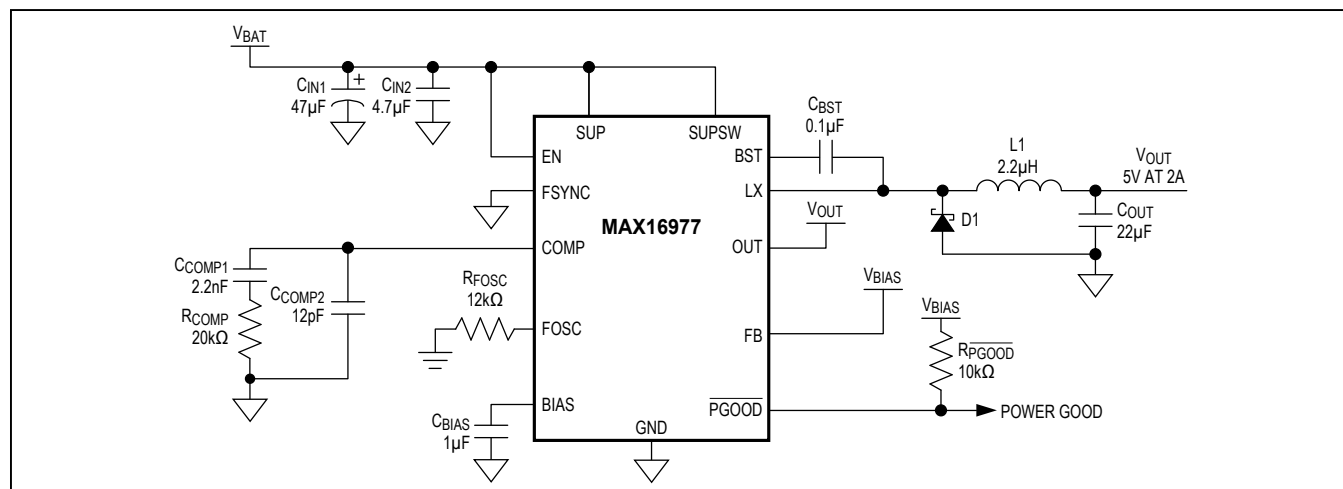 VBAT
CIN1
47µF
+
CIN2
4.7µF
SUP
SUPSW
CBST
0.1µF
EN
BST
L1
2.2µH
VOUT
5V AT 2A
FSYNC
LX
MAX16977
VOUT
D1
COUT
22µF
COMP
OUT
CCOMP1
2.2nF
CCOMP2
12pF
RCOMP
20kΩ
RFOSC
12kΩ
FOSC
VBIAS
FB
VBIAS
RPGOOD
10kΩ
BIAS
PGOOD
POWER GOOD
CBIAS
1µF
GND